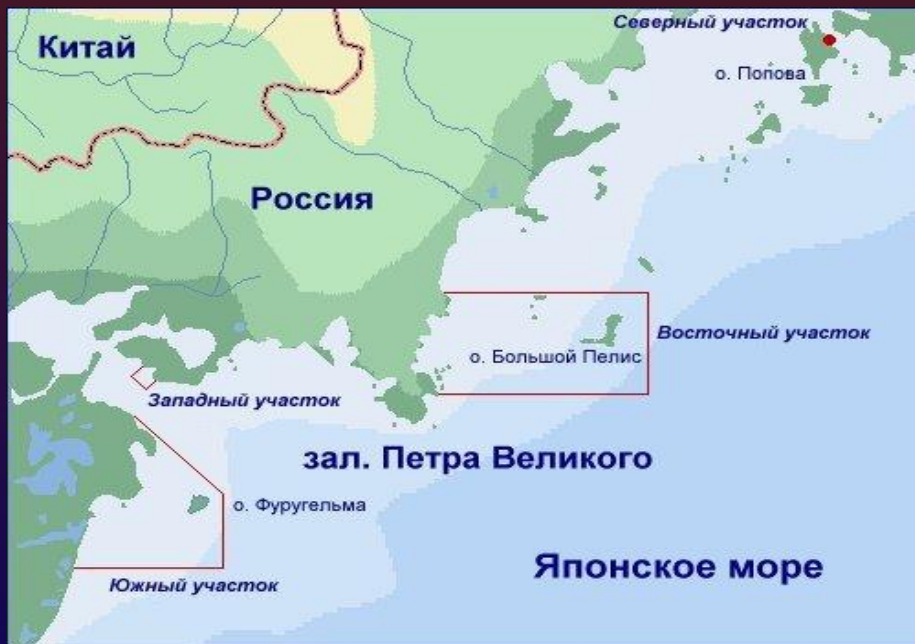 Северный участок
Китай
о. Попова
Россия
Восточный участок
о. Большой Пелис
Западный участок
зал. Петра Великого
о. Фуругельма
Японское море
Южный участок